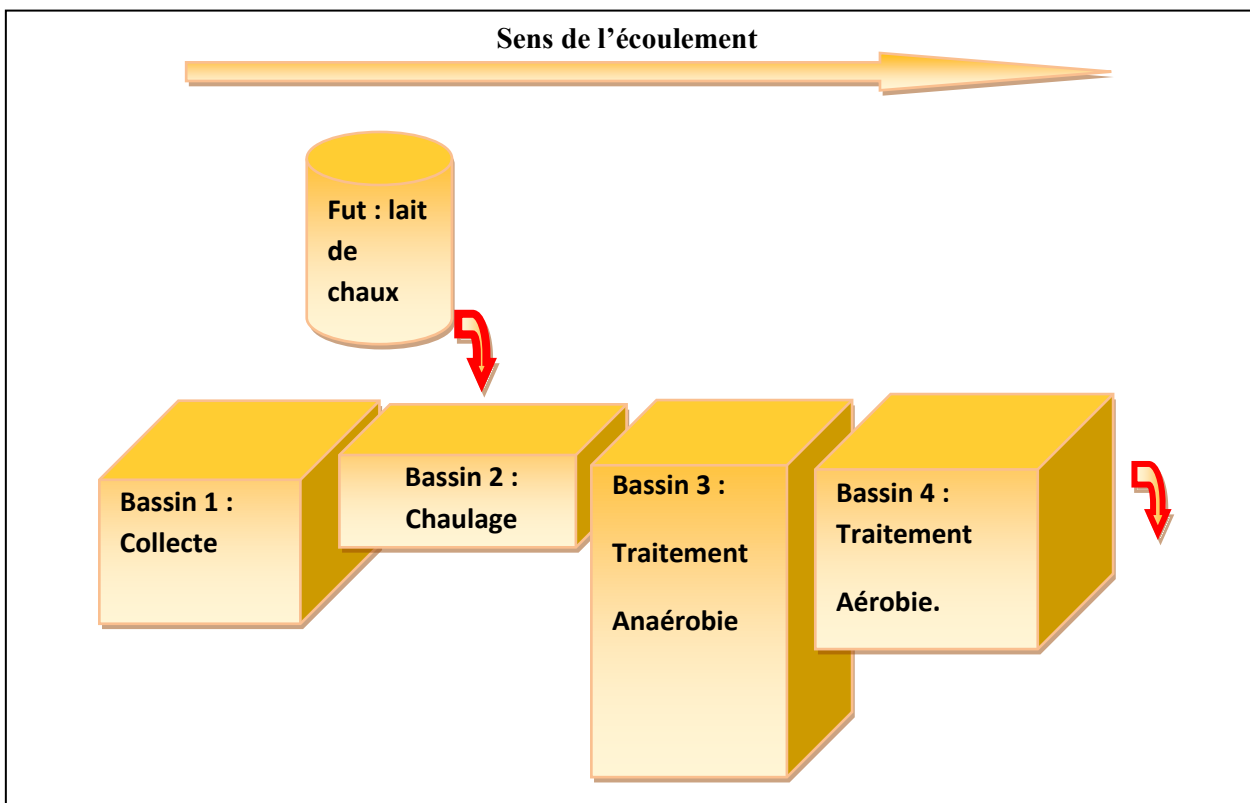 Sens de l’écoulement
Fut : lait
de
chaux
Bassin 1 :
Collecte
Bassin 2 :
Chaulage
Bassin 3 :
Traitement
Anaérobie
Bassin 4 :
Traitement
Aérobie.